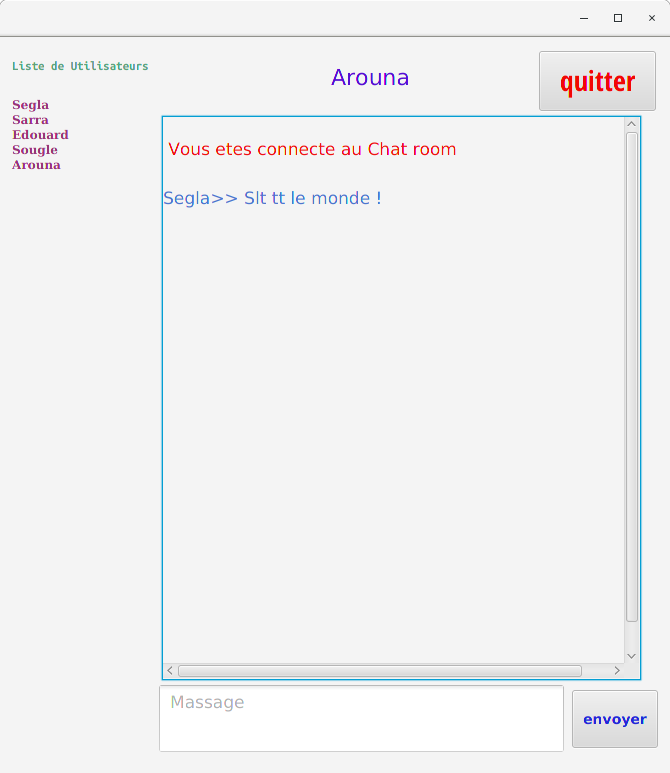 Liste de Utilisateurs
Segla
Sarra
Edouard
Sougle
Arouna
Arouna
quitter
Vous etes connecte au Chat room
Segla>> Slt tt le monde !
Massage
envoyer